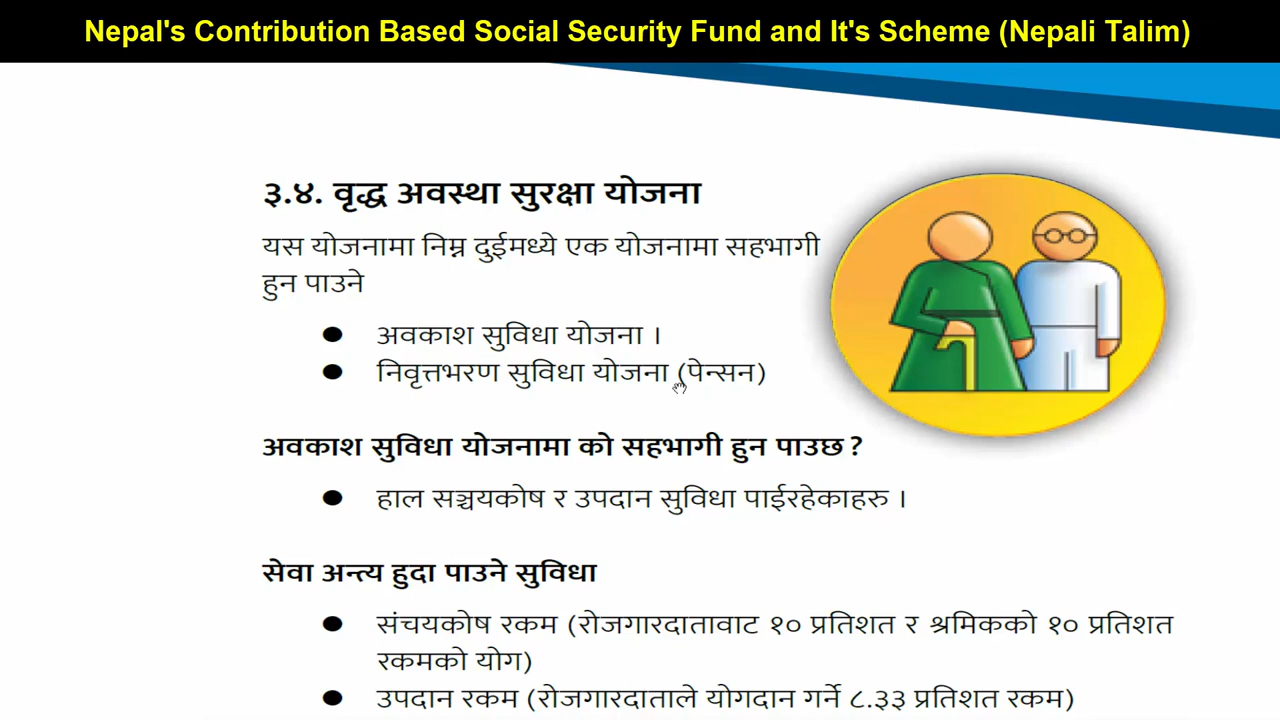 Nepal's Contribution Based Social Security Fund and It's Scheme (Nepali Talim)
३.४. वृद्ध अवस्था सुरक्षा योजना
यस योजनामा निम्न दुईमध्ये एक योजनामा सहभागी
हुन पाउने
● अवकाश सुविधा योजना ।
● निवृत्तभरण सुविधा योजना (पेन्सन)
अवकाश सुविधा योजनामा को सहभागी हुन पाउछ ?
● हाल सञ्चयकोष र उपदान सुविधा पाईरहेकाहरु ।
सेवा अन्त्य हुदा पाउने सुविधा
● संचयकोष रकम (रोजगारदातावाट १० प्रतिशत र श्रमिकको १० प्रतिशत
रकमको योग)
● उपदान रकम (रोजगारदाताले योगदान गर्ने ८.३३ प्रतिशत रकम)